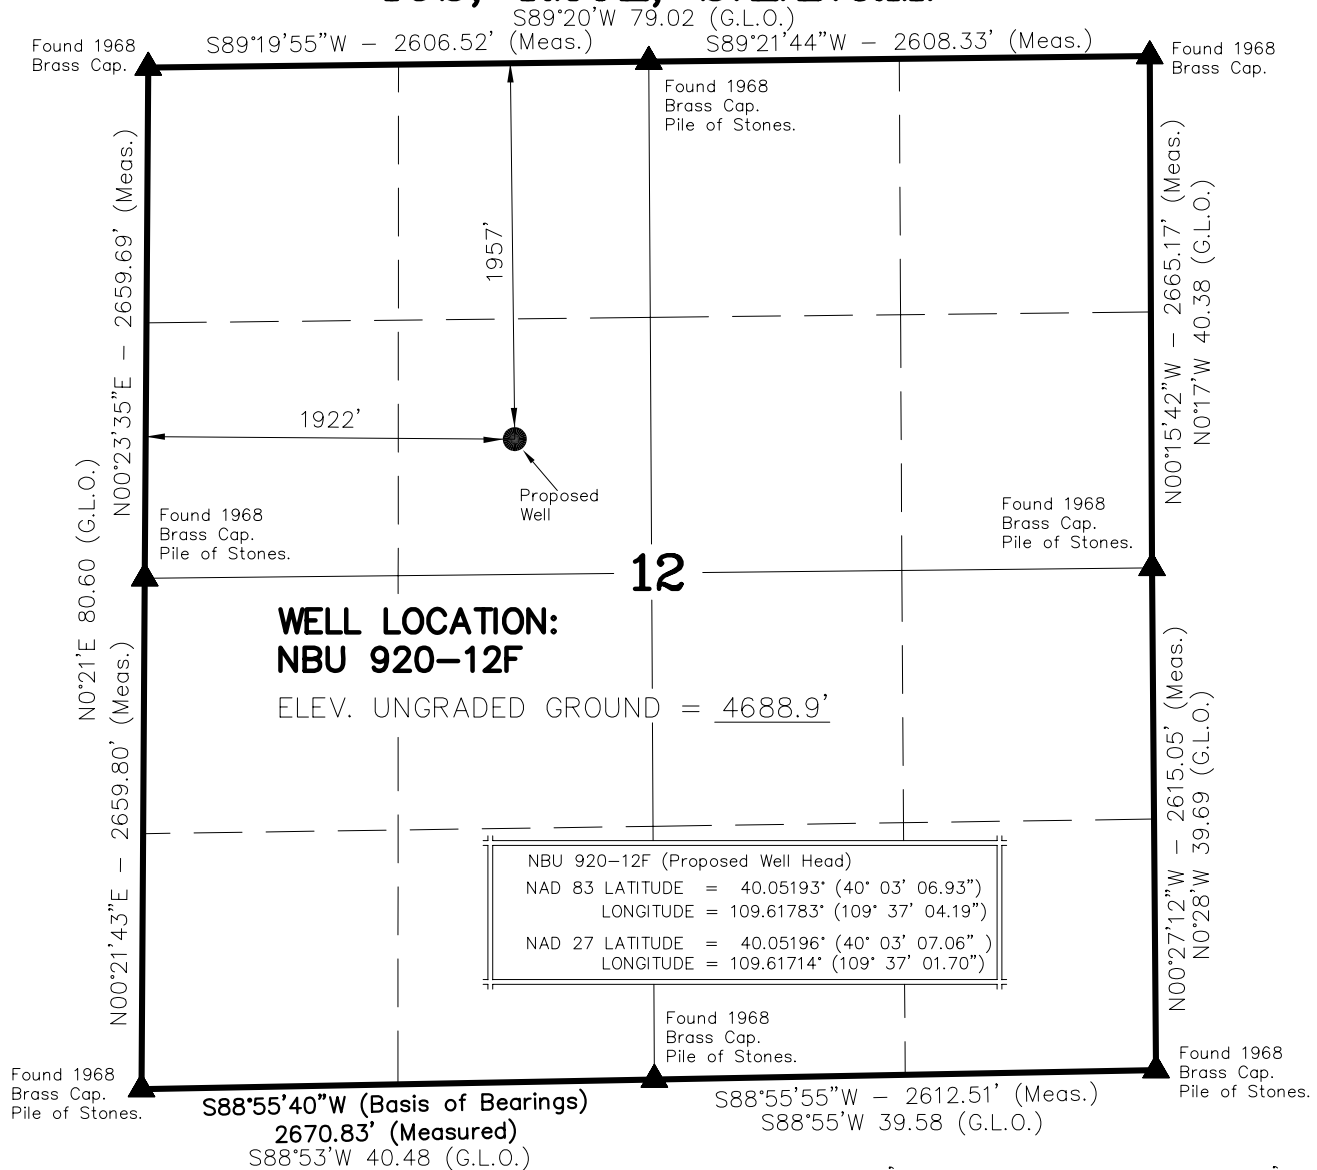 S89°20'W 79.02 (G.L.O.)
S89°19'55"W - 2606.52' (Meas.)
S89°21'44"W - 2608.33' (Meas.)
Found 1968
Brass Cap.
Found 1968
Brass Cap.
Pile of Stones.
Found 1968
Brass Cap.
N00°23'35"E - 2659.69' (Meas.)
1957'
N00°15'42"W - 2665.17' (Meas.)
N0°17'W 40.38 (G.L.O.)
1922'
Proposed
Well
N0°21'E 80.60 (G.L.O.)
Found 1968
Brass Cap.
Pile of Stones.
Found 1968
Brass Cap.
Pile of Stones.
12
WELL LOCATION:
NBU 920-12F
ELEV. UNGRADED GROUND = 4688.9'
N00°21'43"E - 2659.80' (Meas.)
N00°27'12"W - 2615.05' (Meas.)
N0°28'W 39.69 (G.L.O.)
NBU 920-12F (Proposed Well Head)
NAD 83 LATITUDE = 40.05193° (40° 03' 06.93")
LONGITUDE = 109.61783° (109° 37' 04.19")
NAD 27 LATITUDE = 40.05196° (40° 03' 07.06" )
LONGITUDE = 109.61714° (109° 37' 01.70")
Found 1968
Brass Cap.
Pile of Stones.
Found 1968
Brass Cap.
Pile of Stones.
Found 1968
Brass Cap.
Pile of Stones.
S88°55'40"W (Basis of Bearings)
2670.83' (Measured)
S88°53'W 40.48 (G.L.O.)
S88°55'55"W - 2612.51' (Meas.)
S88°55'W 39.58 (G.L.O.)